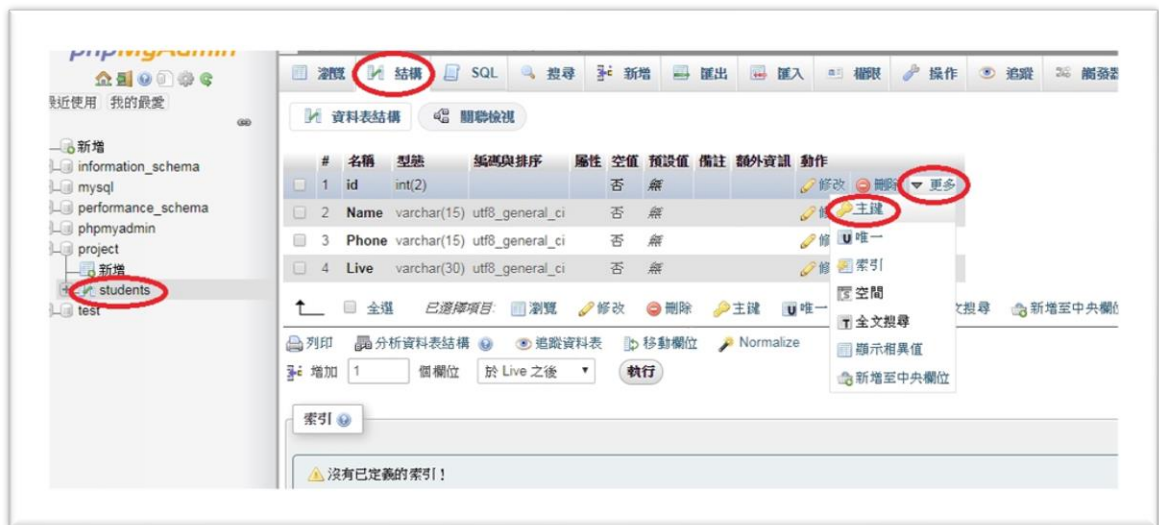 phpMyAdmin
最近使用 我的最愛
新增
information_schema
mysql
performance_schema
phpmyadmin
project
新增
students
test
瀏覽 結構 SQL 搜尋 新增 匯出 匯入 權限 操作 追蹤 觸發器
資料表結構 關聯檢視
# 名稱 型態 編碼與排序 屬性 空值 預設值 備註 額外資訊 動作
1 id int(2) 否 無 修改 刪除 更多
2 Name varchar(15) utf8_general_ci 否 無 修
3 Phone varchar(15) utf8_general_ci 否 無 修
4 Live varchar(30) utf8_general_ci 否 無 修
主鍵
唯一
索引
空間
全文搜尋
顯示相異值
新增至中央欄位
全選 已選擇項目: 瀏覽 修改 刪除 主鍵 唯一 文搜尋 新增至中央欄位
列印 分析資料表結構 追蹤資料表 移動欄位 Normalize
增加 1 個欄位 於 Live 之後 執行
索引
沒有已定義的索引！